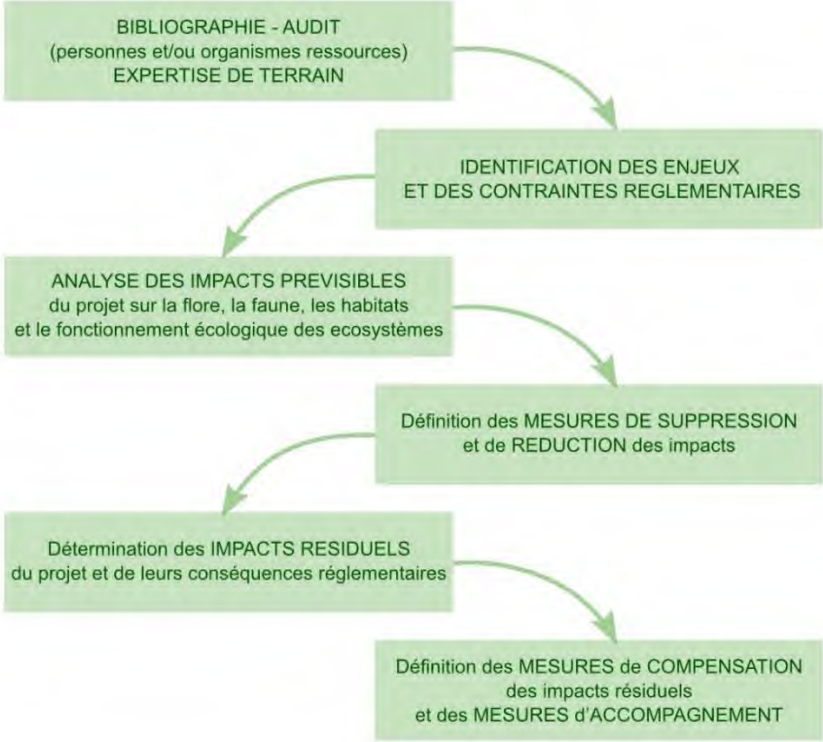 BIBLIOGRAPHIE - AUDIT
(personnes et/ou organismes ressources)
EXPERTISE DE TERRAIN
IDENTIFICATION DES ENJEUX
ET DES CONTRAINTES REGLEMENTAIRES
ANALYSE DES IMPACTS PREVISIBLES
du projet sur la flore, la faune, les habitats
et le fonctionnement écologique des ecosystèmes
Définition des MESURES DE SUPPRESSION
et de REDUCTION des impacts
Détermination des IMPACTS RESIDUELS
du projet et de leurs conséquences réglementaires
Définition des MESURES de COMPENSATION
des impacts résiduels
et des MESURES d'ACCOMPAGNEMENT